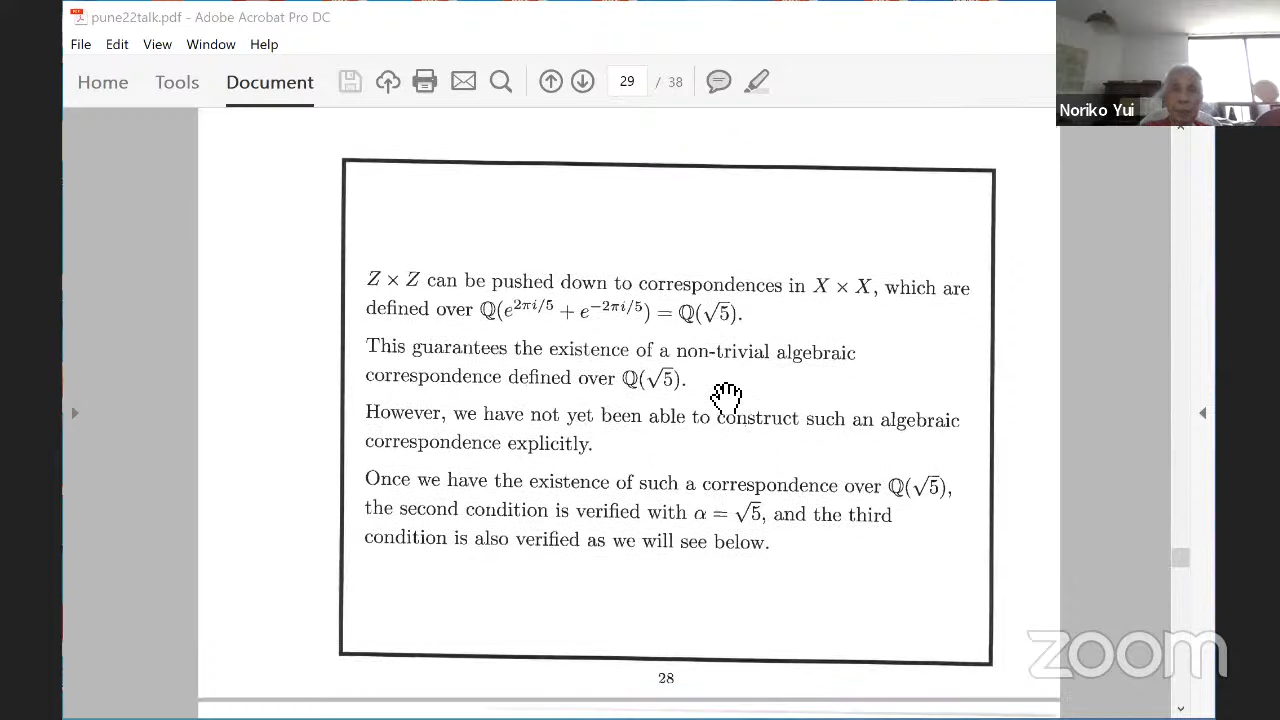 pune22talk.pdf - Adobe Acrobat Pro DC
File Edit View Window Help
Home Tools Document 29 / 38
Noriko Yui
Z × Z can be pushed down to correspondences in X × X, which are
defined over ℚ(e^{2πi/5} + e^{−2πi/5}) = ℚ(√5).
This guarantees the existence of a non-trivial algebraic
correspondence defined over ℚ(√5).
However, we have not yet been able to construct such an algebraic
correspondence explicitly.
Once we have the existence of such a correspondence over ℚ(√5),
the second condition is verified with α = √5, and the third
condition is also verified as we will see below.
28
zoom